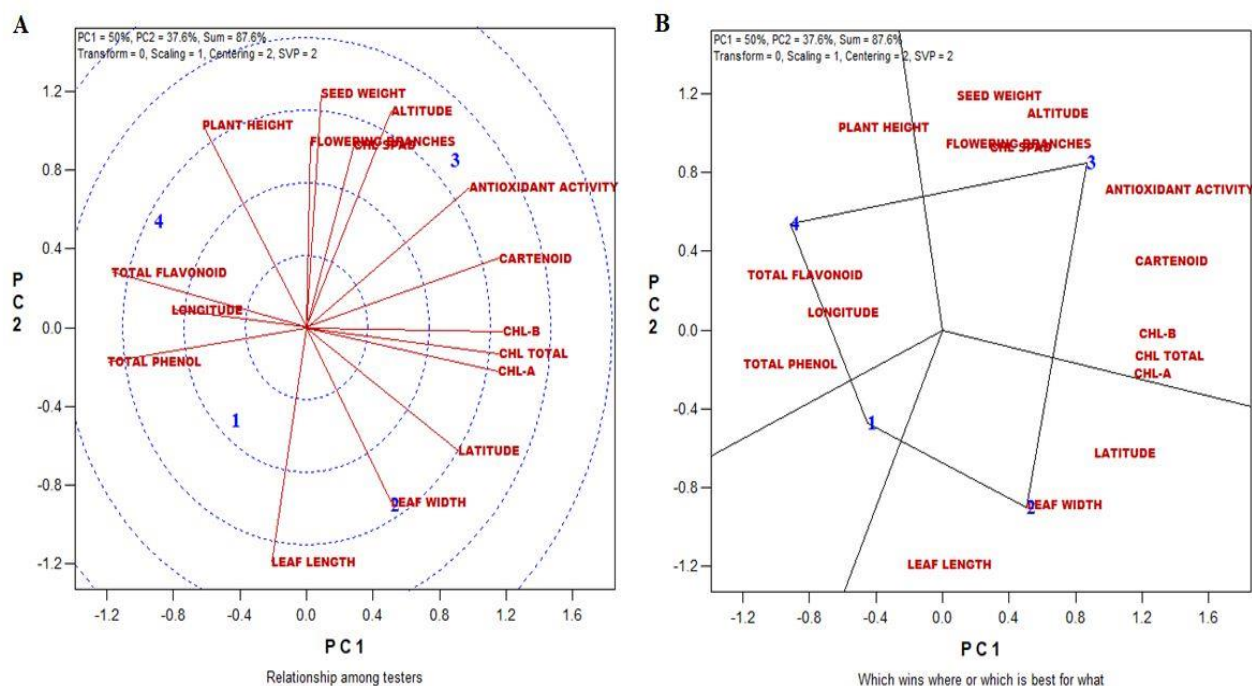 A
PC1 = 50%, PC2 = 37.6%, Sum = 87.6%
Transform = 0, Scaling = 1, Centering = 2, SVP = 2
1.2
0.8
0.4
0.0
-0.4
-0.8
-1.2
PC2
SEED WEIGHT
ALTITUDE
PLANT HEIGHT
FLOWERING BRANCHES
CHL SPAD
3
ANTIOXIDANT ACTIVITY
4
CARTENOID
TOTAL FLAVONOID
LONGITUDE
CHL-B
CHL TOTAL
TOTAL PHENOL
CHL-A
1
LATITUDE
2
LEAF WIDTH
LEAF LENGTH
-1.2 -0.8 -0.4 0.0 0.4 0.8 1.2 1.6
PC1
Relationship among testers
B
PC1 = 50%, PC2 = 37.6%, Sum = 87.6%
Transform = 0, Scaling = 1, Centering = 2, SVP = 2
1.2
0.8
0.4
0.0
-0.4
-0.8
-1.2
PC2
SEED WEIGHT
ALTITUDE
PLANT HEIGHT
FLOWERING BRANCHES
CHL SPAD
3
ANTIOXIDANT ACTIVITY
4
CARTENOID
TOTAL FLAVONOID
LONGITUDE
CHL-B
CHL TOTAL
TOTAL PHENOL
CHL-A
1
LATITUDE
2
LEAF WIDTH
LEAF LENGTH
-1.2 -0.8 -0.4 0.0 0.4 0.8 1.2 1.6
PC1
Which wins where or which is best for what